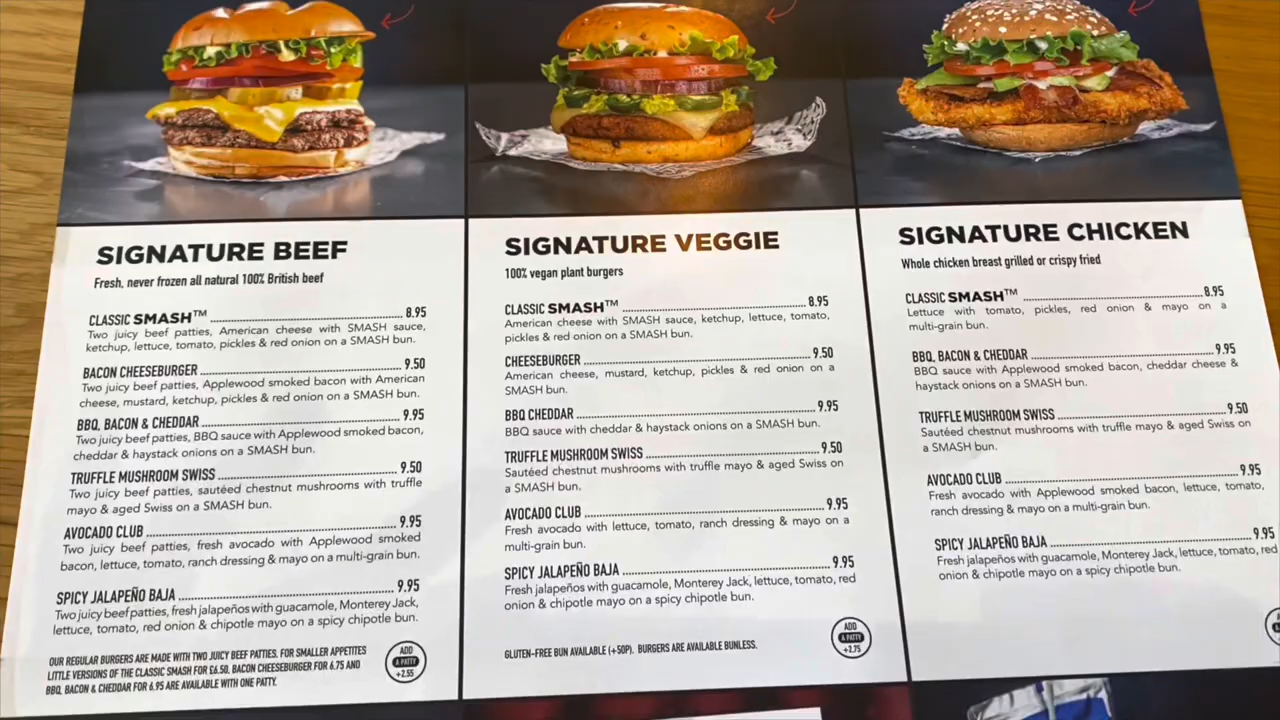 SIGNATURE BEEF
Fresh, never frozen all natural 100% British beef
CLASSIC SMASH™ 8.95
Two juicy beef patties, American cheese with SMASH sauce,
ketchup, lettuce, tomato, pickles & red onion on a SMASH bun.
BACON CHEESEBURGER 9.50
Two juicy beef patties, Applewood smoked bacon with American
cheese, mustard, ketchup, pickles & red onion on a SMASH bun.
BBQ, BACON & CHEDDAR 9.95
Two juicy beef patties, BBQ sauce with Applewood smoked bacon,
cheddar & haystack onions on a SMASH bun.
TRUFFLE MUSHROOM SWISS 9.50
Two juicy beef patties, sautéed chestnut mushrooms with truffle
mayo & aged Swiss on a SMASH bun.
AVOCADO CLUB 9.95
Two juicy beef patties, fresh avocado with Applewood smoked
bacon, lettuce, tomato, ranch dressing & mayo on a multi-grain bun.
SPICY JALAPEÑO BAJA 9.95
Two juicy beef patties, fresh jalapeños with guacamole, Monterey Jack,
lettuce, tomato, red onion & chipotle mayo on a spicy chipotle bun.
OUR REGULAR BURGERS ARE MADE WITH TWO JUICY BEEF PATTIES. FOR SMALLER APPETITES
LITTLE VERSIONS OF THE CLASSIC SMASH FOR £6.50, BACON CHEESEBURGER FOR 6.75 AND
BBQ, BACON & CHEDDAR FOR 6.95 ARE AVAILABLE WITH ONE PATTY.
ADD
A PATTY
+2.55
SIGNATURE VEGGIE
100% vegan plant burgers
CLASSIC SMASH™ 8.95
American cheese with SMASH sauce, ketchup, lettuce, tomato,
pickles & red onion on a SMASH bun.
CHEESEBURGER 9.50
American cheese, mustard, ketchup, pickles & red onion on a
SMASH bun.
BBQ CHEDDAR 9.95
BBQ sauce with cheddar & haystack onions on a SMASH bun.
TRUFFLE MUSHROOM SWISS 9.50
Sautéed chestnut mushrooms with truffle mayo & aged Swiss on
a SMASH bun.
AVOCADO CLUB 9.95
Fresh avocado with lettuce, tomato, ranch dressing & mayo on a
multi-grain bun.
SPICY JALAPEÑO BAJA 9.95
Fresh jalapeños with guacamole, Monterey Jack, lettuce, tomato, red
onion & chipotle mayo on a spicy chipotle bun.
GLUTEN-FREE BUN AVAILABLE (+50P). BURGERS ARE AVAILABLE BUNLESS.
ADD
A PATTY
+2.75
SIGNATURE CHICKEN
Whole chicken breast grilled or crispy fried
CLASSIC SMASH™ 8.95
Lettuce with tomato, pickles, red onion & mayo on a
multi-grain bun.
BBQ, BACON & CHEDDAR 9.95
BBQ sauce with Applewood smoked bacon, cheddar cheese &
haystack onions on a SMASH bun.
TRUFFLE MUSHROOM SWISS 9.50
Sautéed chestnut mushrooms with truffle mayo & aged Swiss on
a SMASH bun.
AVOCADO CLUB 9.95
Fresh avocado with Applewood smoked bacon, lettuce, tomato,
ranch dressing & mayo on a multi-grain bun.
SPICY JALAPEÑO BAJA 9.95
Fresh jalapeños with guacamole, Monterey Jack, lettuce, tomato, red
onion & chipotle mayo on a spicy chipotle bun.